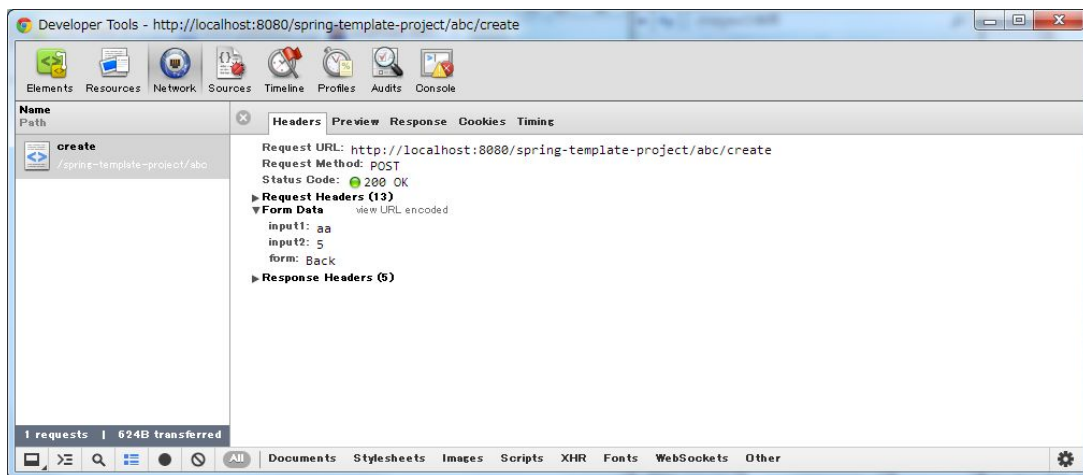 Developer Tools - http://localhost:8080/spring-template-project/abc/create
Elements Resources Network Sources Timeline Profiles Audits Console
Name
Path
Headers Preview Response Cookies Timing
create
/spring-template-project/abc
Request URL: http://localhost:8080/spring-template-project/abc/create
Request Method: POST
Status Code: 200 OK
Request Headers (13)
Form Data view URL encoded
input1: aa
input2: 5
form: Back
Response Headers (5)
1 requests | 624B transferred
All Documents Stylesheets Images Scripts XHR Fonts WebSockets Other